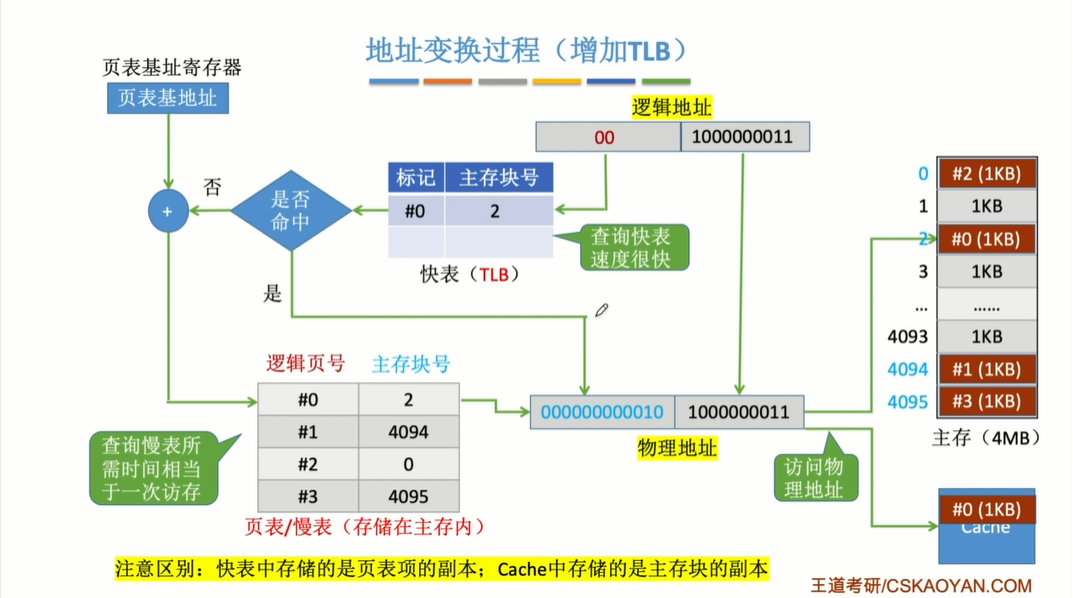 地址变换过程（增加TLB）
页表基址寄存器
页表基地址
逻辑地址
00 1000000011
标记 主存块号
#0 2
快表（TLB）
查询快表
速度很快
是否
命中
否
是
+
逻辑页号 主存块号
#0 2
#1 4094
#2 0
#3 4095
页表/慢表（存储在主存内）
查询慢表所
需时间相当
于一次访存
000000000010 1000000011
物理地址
访问物
理地址
0 #2 (1KB)
1 1KB
2 #0 (1KB)
3 1KB
... ......
4093 1KB
4094 #1 (1KB)
4095 #3 (1KB)
主存（4MB）
#0 (1KB)
Cache
注意区别：快表中存储的是页表项的副本；Cache中存储的是主存块的副本
王道考研/CSKAOYAN.COM